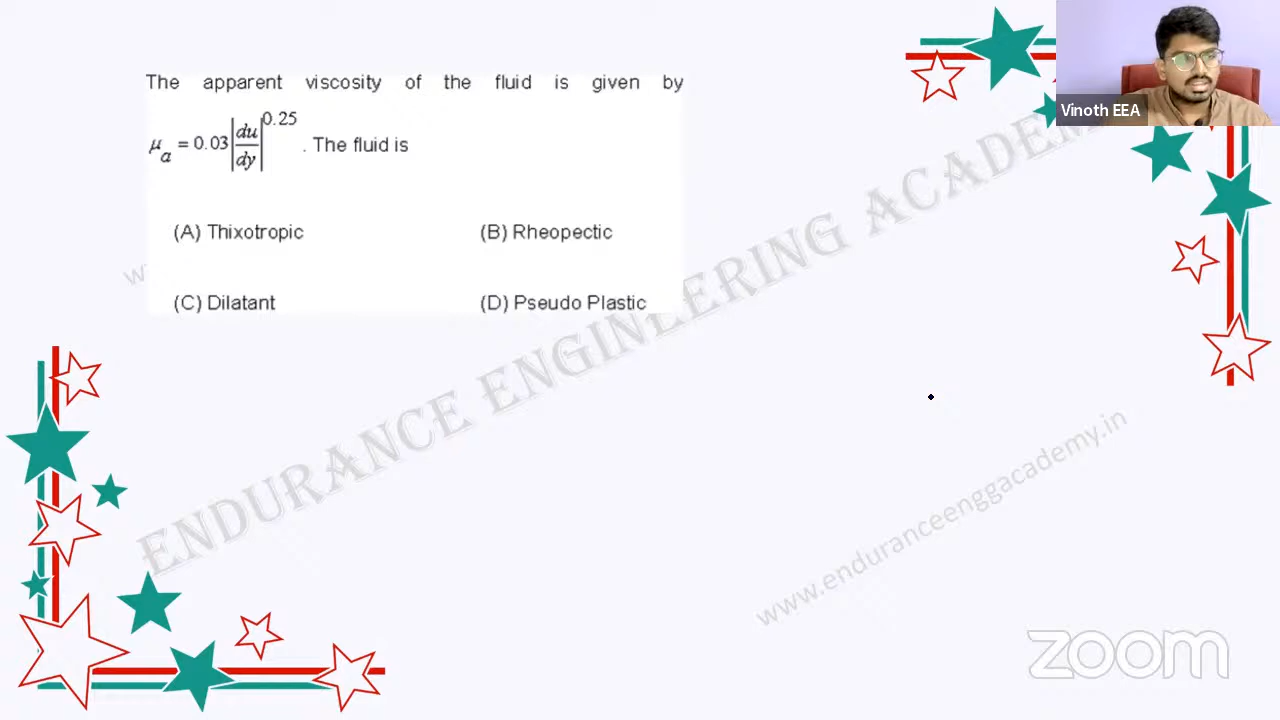 The apparent viscosity of the fluid is given by
μa = 0.03|du/dy|^0.25 . The fluid is
(A) Thixotropic
(B) Rheopectic
(C) Dilatant
(D) Pseudo Plastic
Vinoth EEA
ENDURANCE ENGINEERING ACADEM
www.enduranceenggacademy.in
zoom